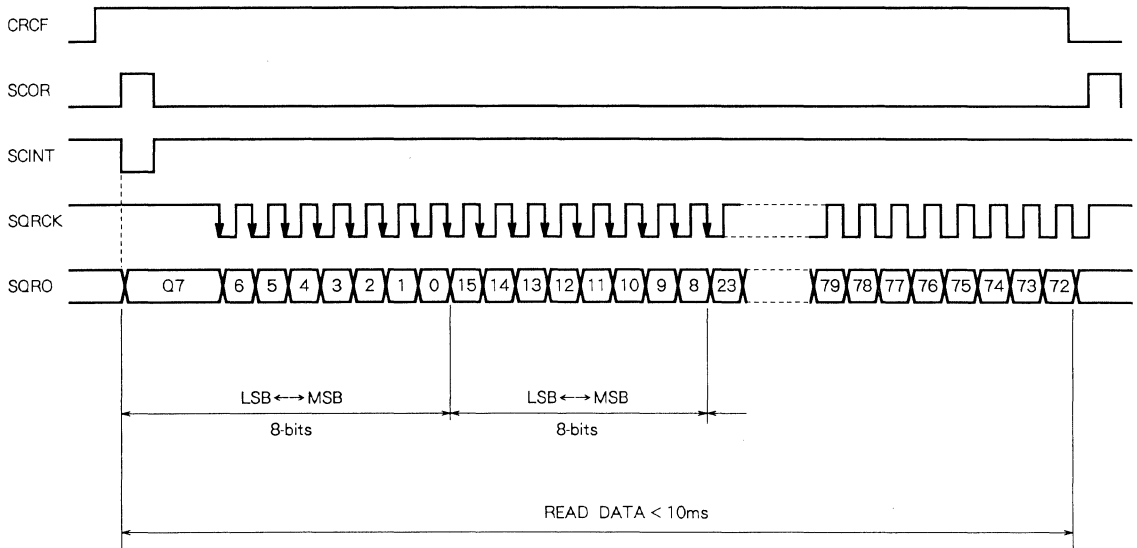 CRCF
SCOR
SCINT
SQRCK
SQRO Q7 6 5 4 3 2 1 0 15 14 13 12 11 10 9 8 23 79 78 77 76 75 74 73 72
LSB ←→ MSB LSB ←→ MSB
8-bits 8-bits
READ DATA < 10ms